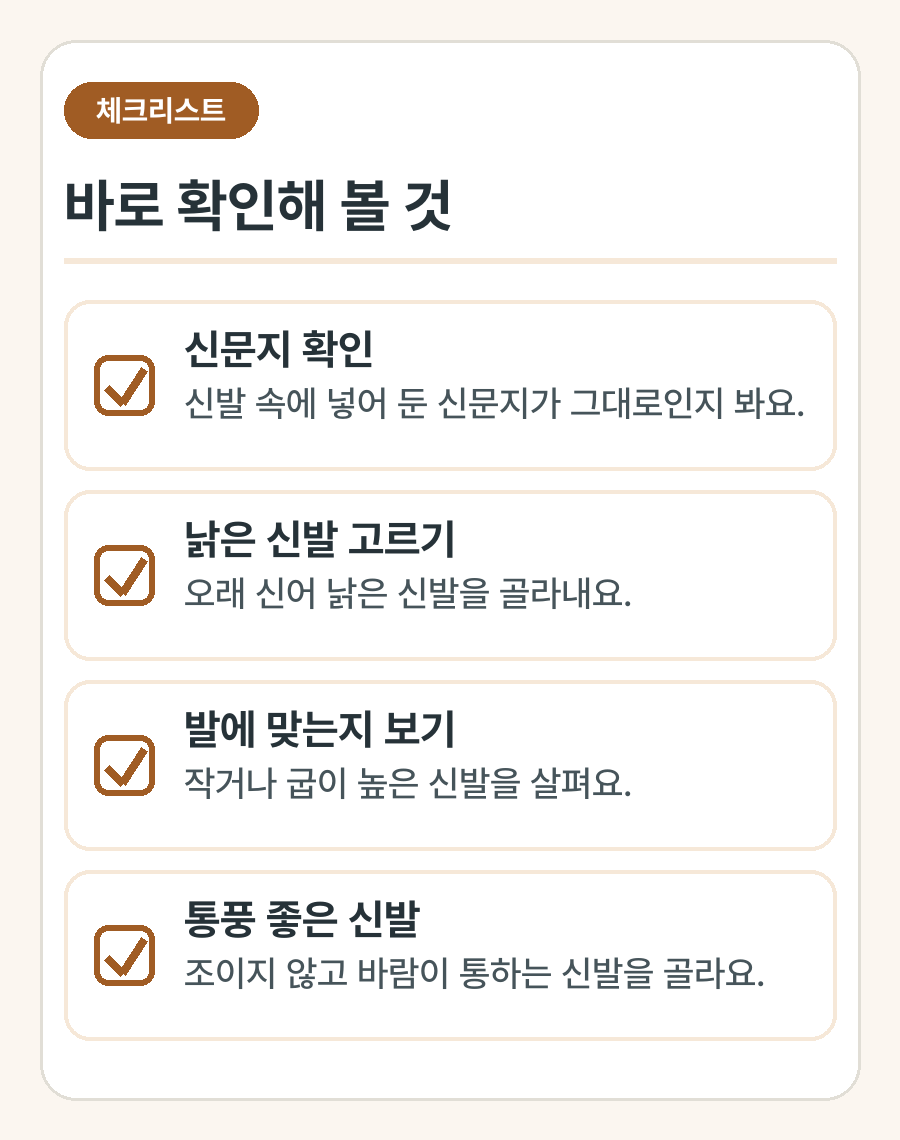 체크리스트
바로 확인해 볼 것
신문지 확인
신발 속에 넣어 둔 신문지가 그대로인지 봐요.
낡은 신발 고르기
오래 신어 낡은 신발을 골라내요.
발에 맞는지 보기
작거나 굽이 높은 신발을 살펴요.
통풍 좋은 신발
조이지 않고 바람이 통하는 신발을 골라요.